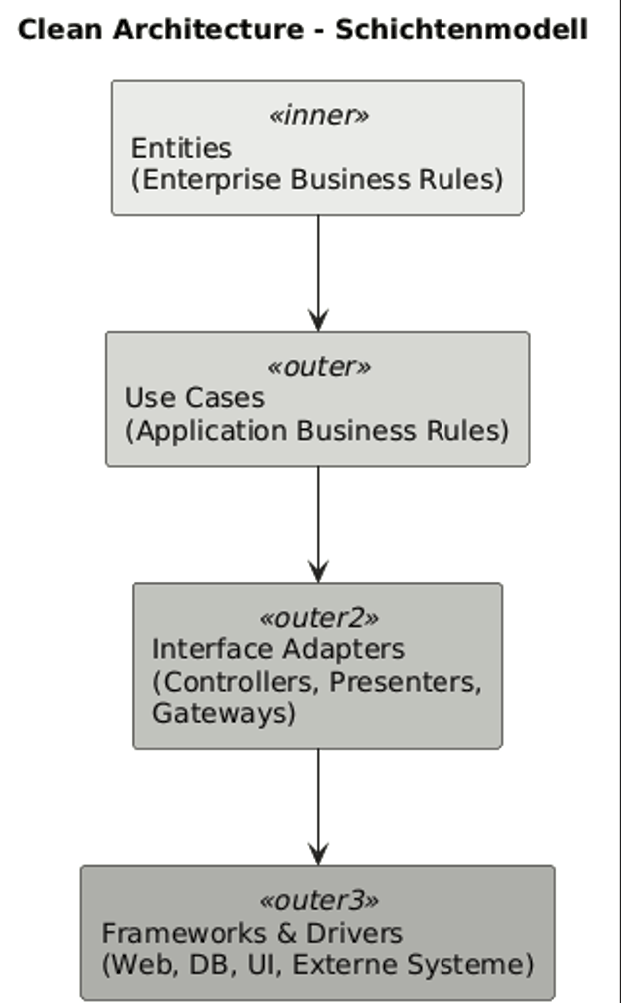 Clean Architecture - Schichtenmodell
«inner»
Entities
(Enterprise Business Rules)
«outer»
Use Cases
(Application Business Rules)
«outer2»
Interface Adapters
(Controllers, Presenters,
Gateways)
«outer3»
Frameworks & Drivers
(Web, DB, UI, Externe Systeme)